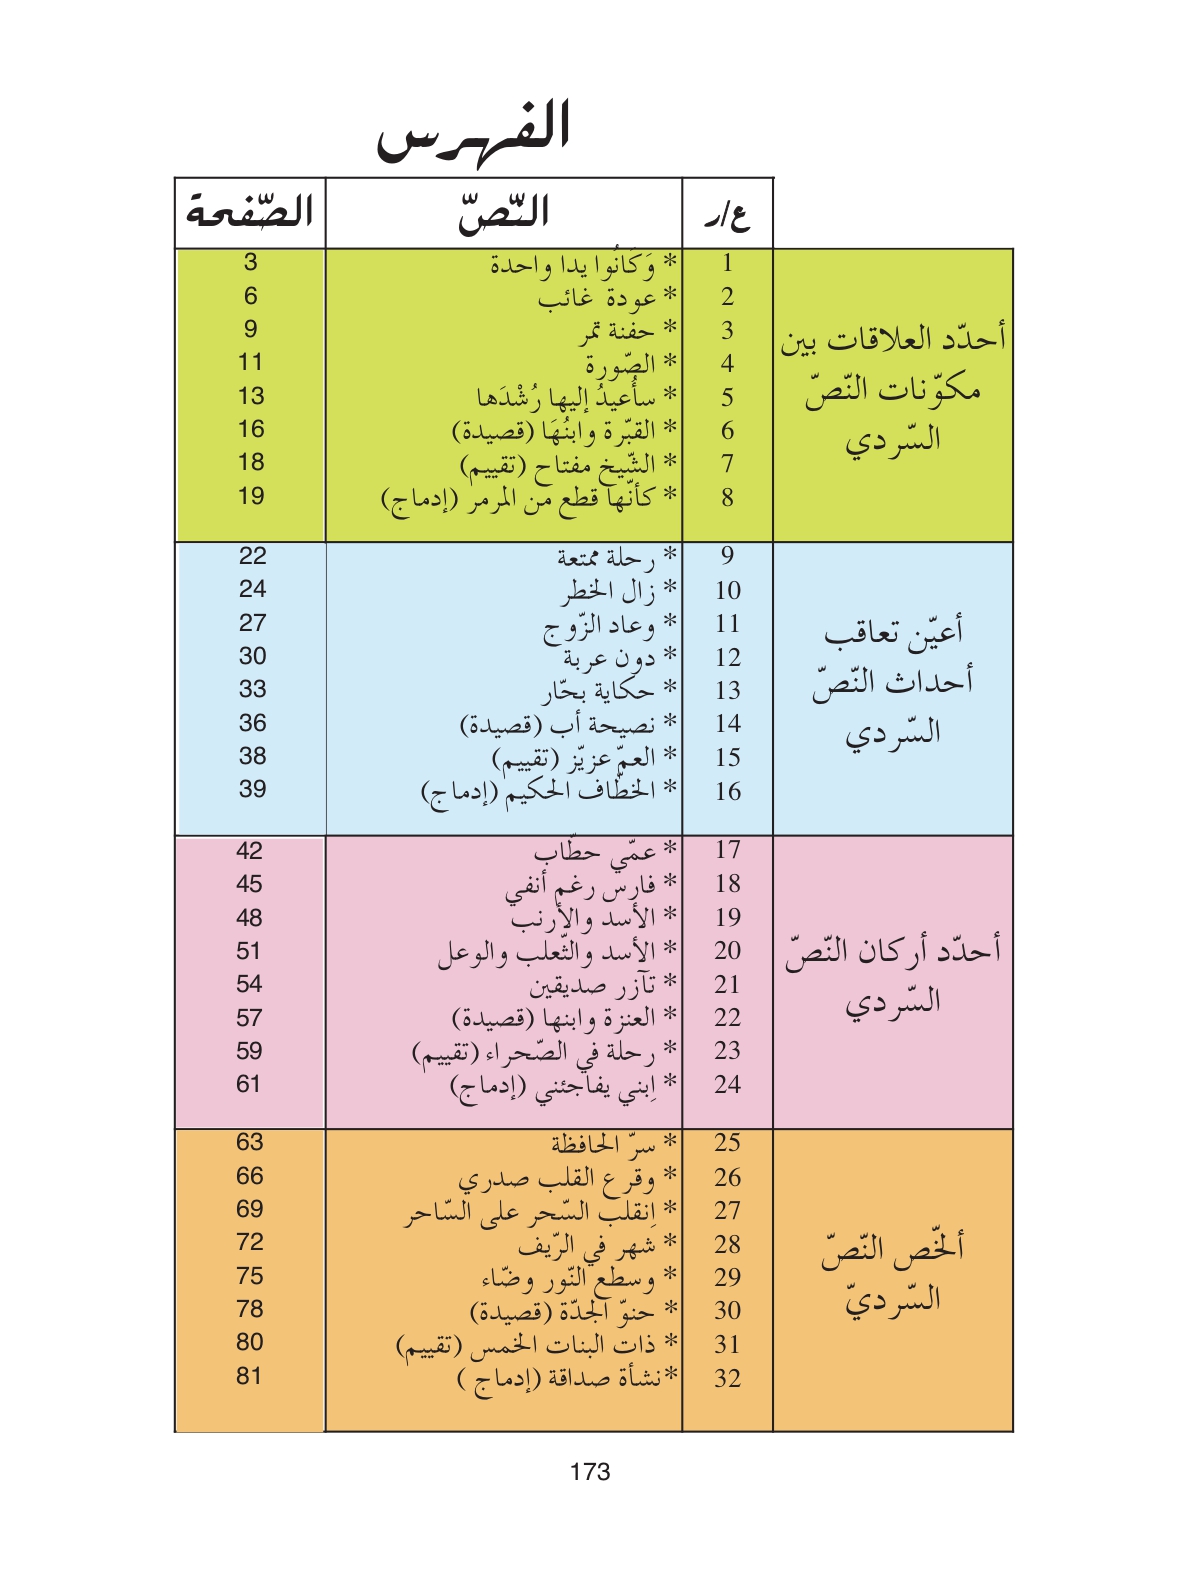 الفهرس
ع/ر النّصّ الصّفحة
أحدّد العلاقات بين
مكوّنات النّصّ
السّردي
1 * وَكَانُوا يدا واحدة 3
2 * عودة غائب 6
3 * حفنة تمر 9
4 * الصّورة 11
5 * سأُعيدُ إليها رُشْدَها 13
6 * القبّرة وابنُهَا (قصيدة) 16
7 * الشّيخ مفتاح (تقييم) 18
8 * كأنّها قطع من المرمر (إدماج) 19
أعيّن تعاقب
أحداث النّصّ
السّردي
9 * رحلة ممتعة 22
10 * زال الخطر 24
11 * وعاد الزّوج 27
12 * دون عربة 30
13 * حكاية بحّار 33
14 * نصيحة أب (قصيدة) 36
15 * العمّ عزيّز (تقييم) 38
16 * الخطّاف الحكيم (إدماج) 39
أحدّد أركان النّصّ
السّردي
17 * عمّي حطّاب 42
18 * فارس رغم أنفي 45
19 * الأسد والأرنب 48
20 * الأسد والثّعلب والوعل 51
21 * تآزر صديقين 54
22 * العنزة وابنها (قصيدة) 57
23 * رحلة في الصّحراء (تقييم) 59
24 * اِبني يفاجئني (إدماج) 61
ألخّص النّصّ
السّرديّ
25 * سرّ الحافظة 63
26 * وقرع القلب صدري 66
27 * اِنقلب السّحر على السّاحر 69
28 * شهر في الرّيف 72
29 * وسطع النّور وضّاء 75
30 * حنوّ الجدّة (قصيدة) 78
31 * ذات البنات الخمس (تقييم) 80
32 *نشأة صداقة (إدماج ) 81
173